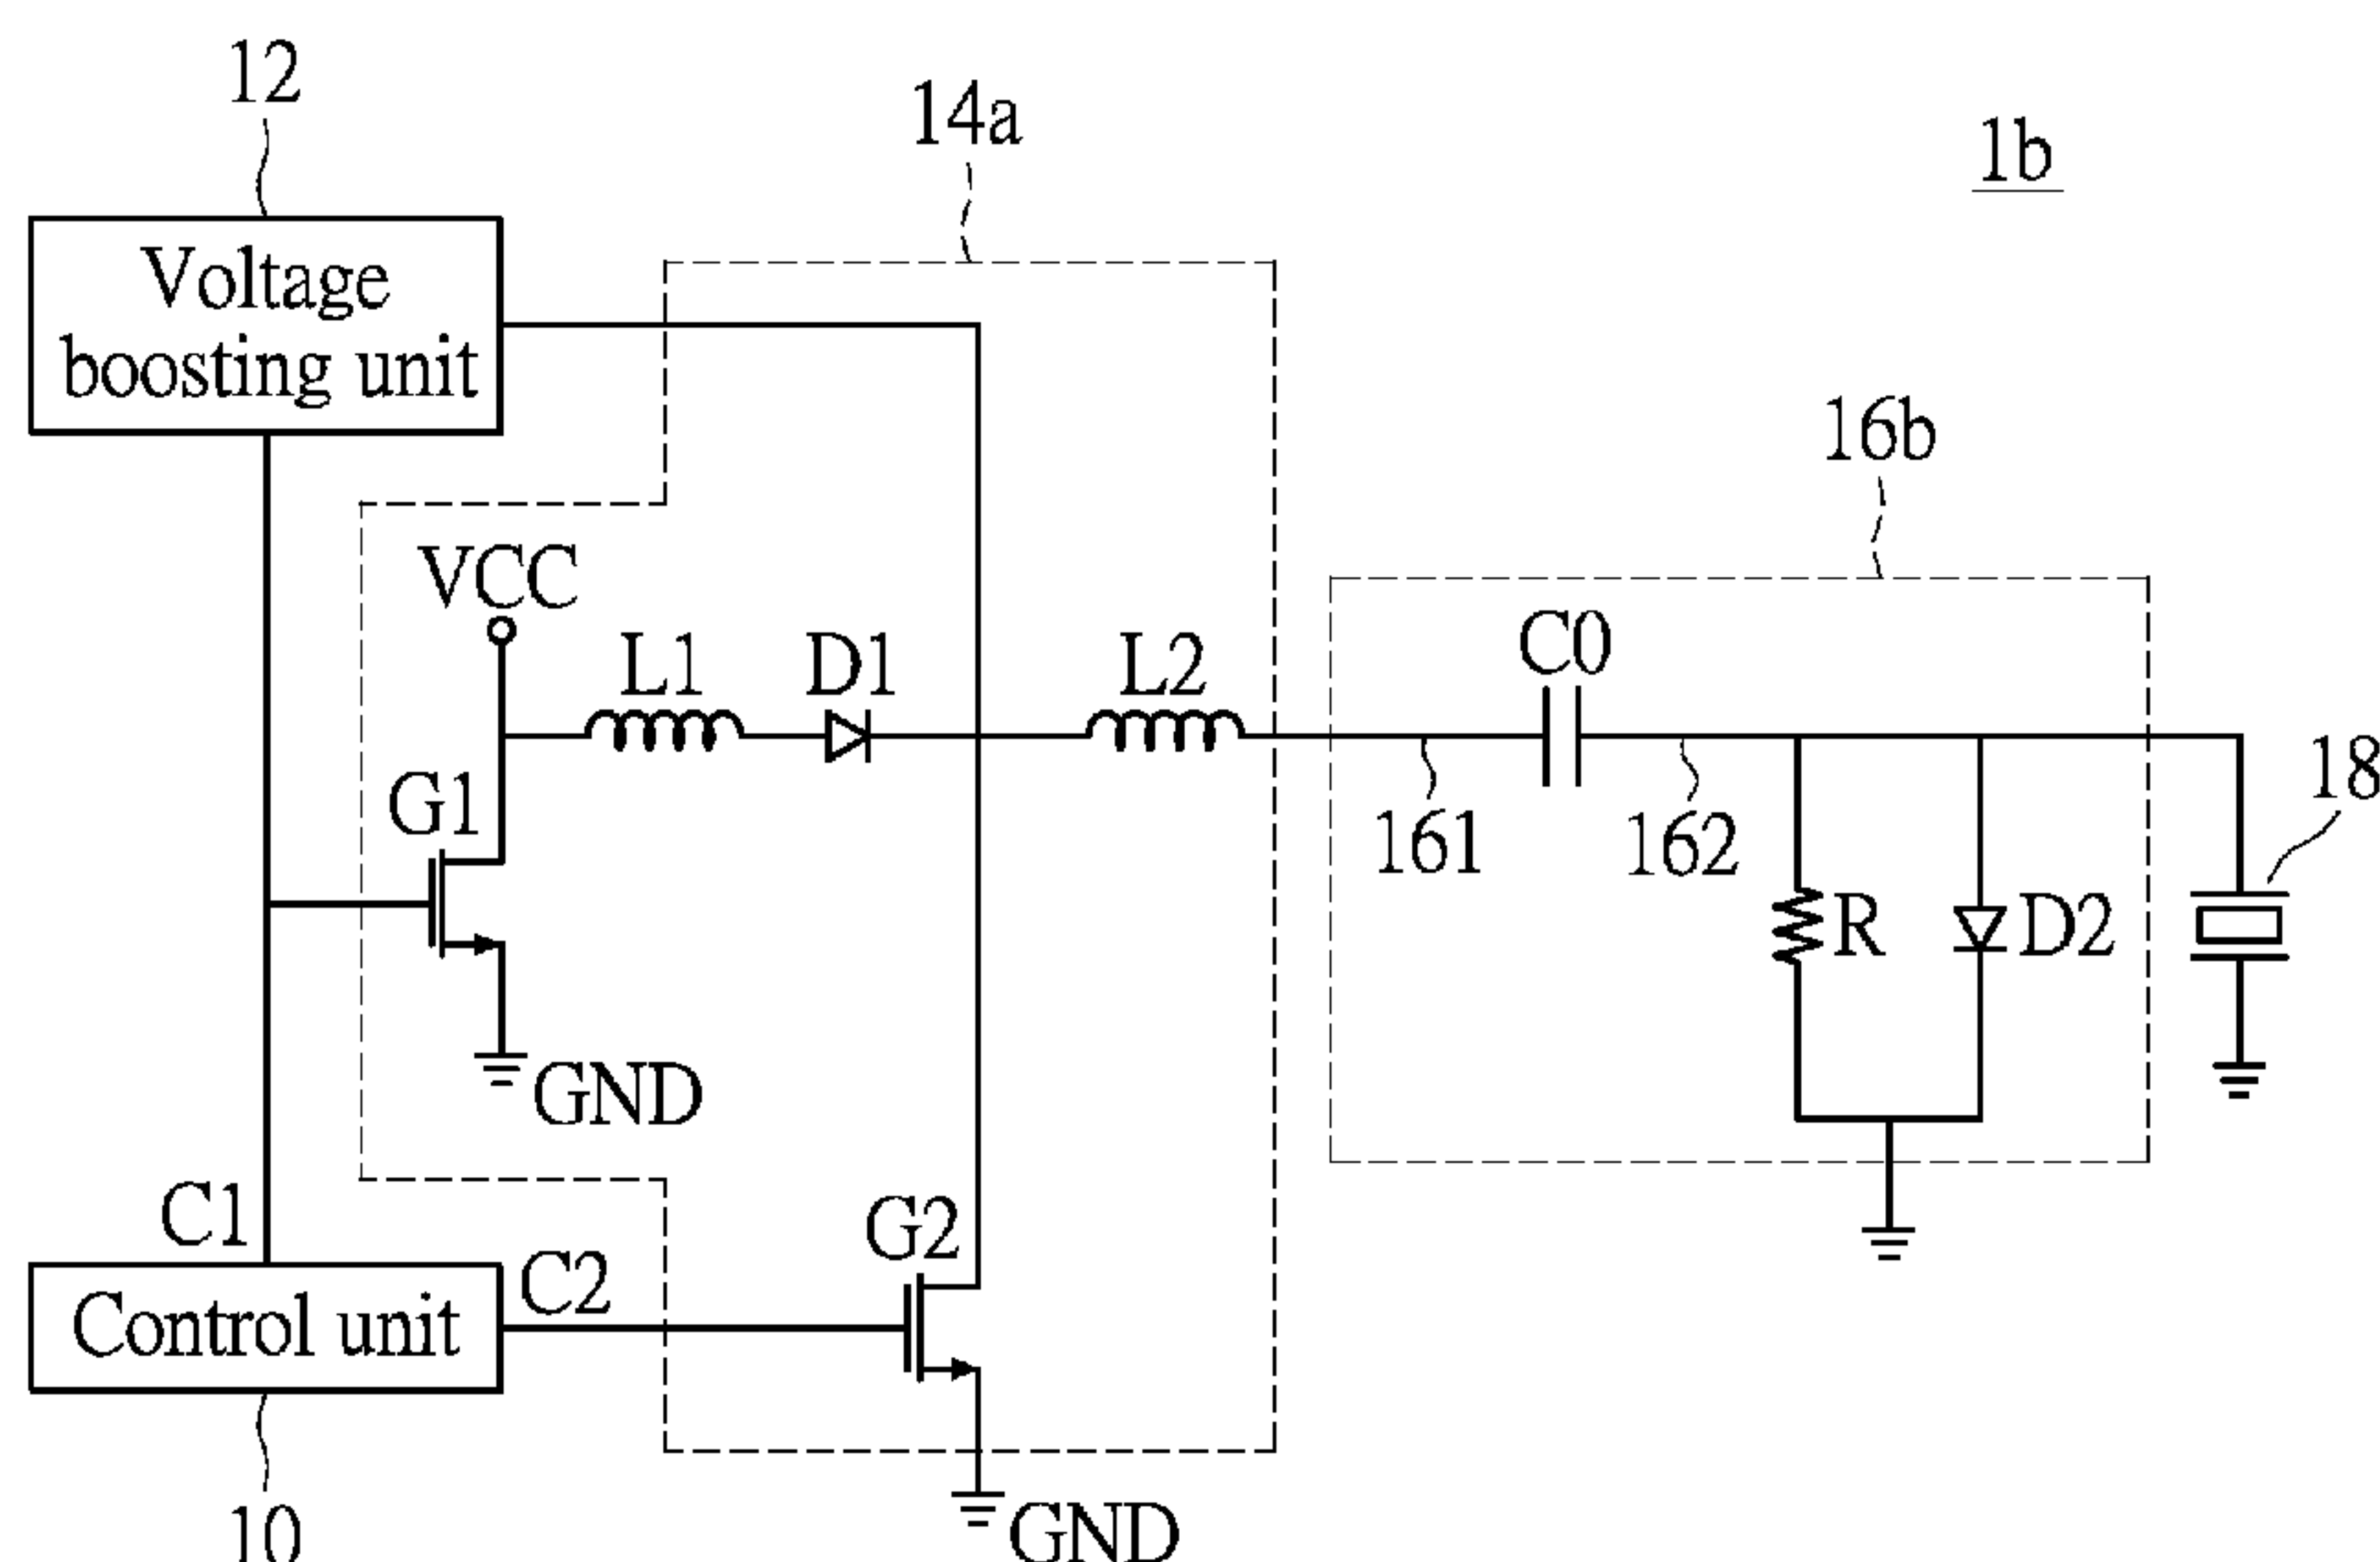 12
14a
1b
Voltage
boosting unit
16b
VCC
L1
D1
L2
C0
18
G1
161
162
R
D2
GND
C1
G2
C2
Control unit
10
GND